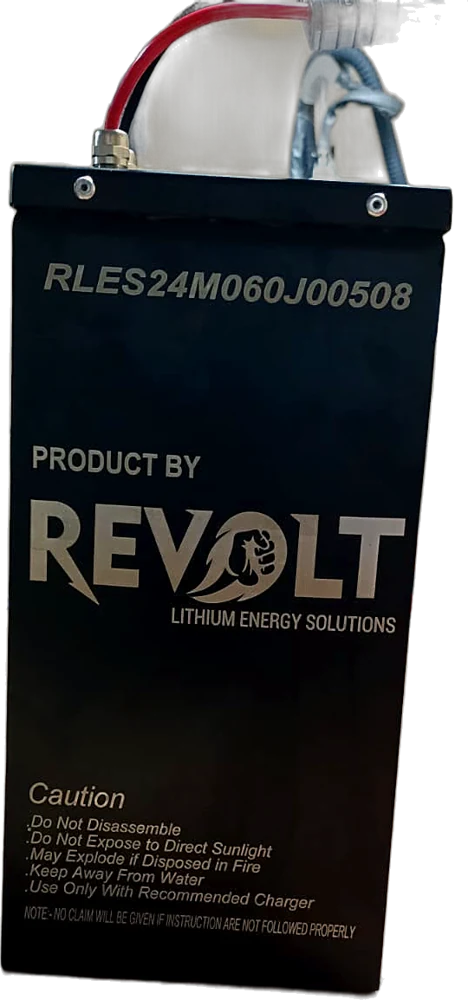 RLES24M060J00508
PRODUCT BY
REVOLT
LITHIUM ENERGY SOLUTIONS
Caution
.Do Not Disassemble
.Do Not Expose to Direct Sunlight
.May Explode if Disposed in Fire
.Keep Away From Water
.Use Only With Recommended Charger
NOTE - NO CLAIM WILL BE GIVEN IF INSTRUCTION ARE NOT FOLLOWED PROPERLY